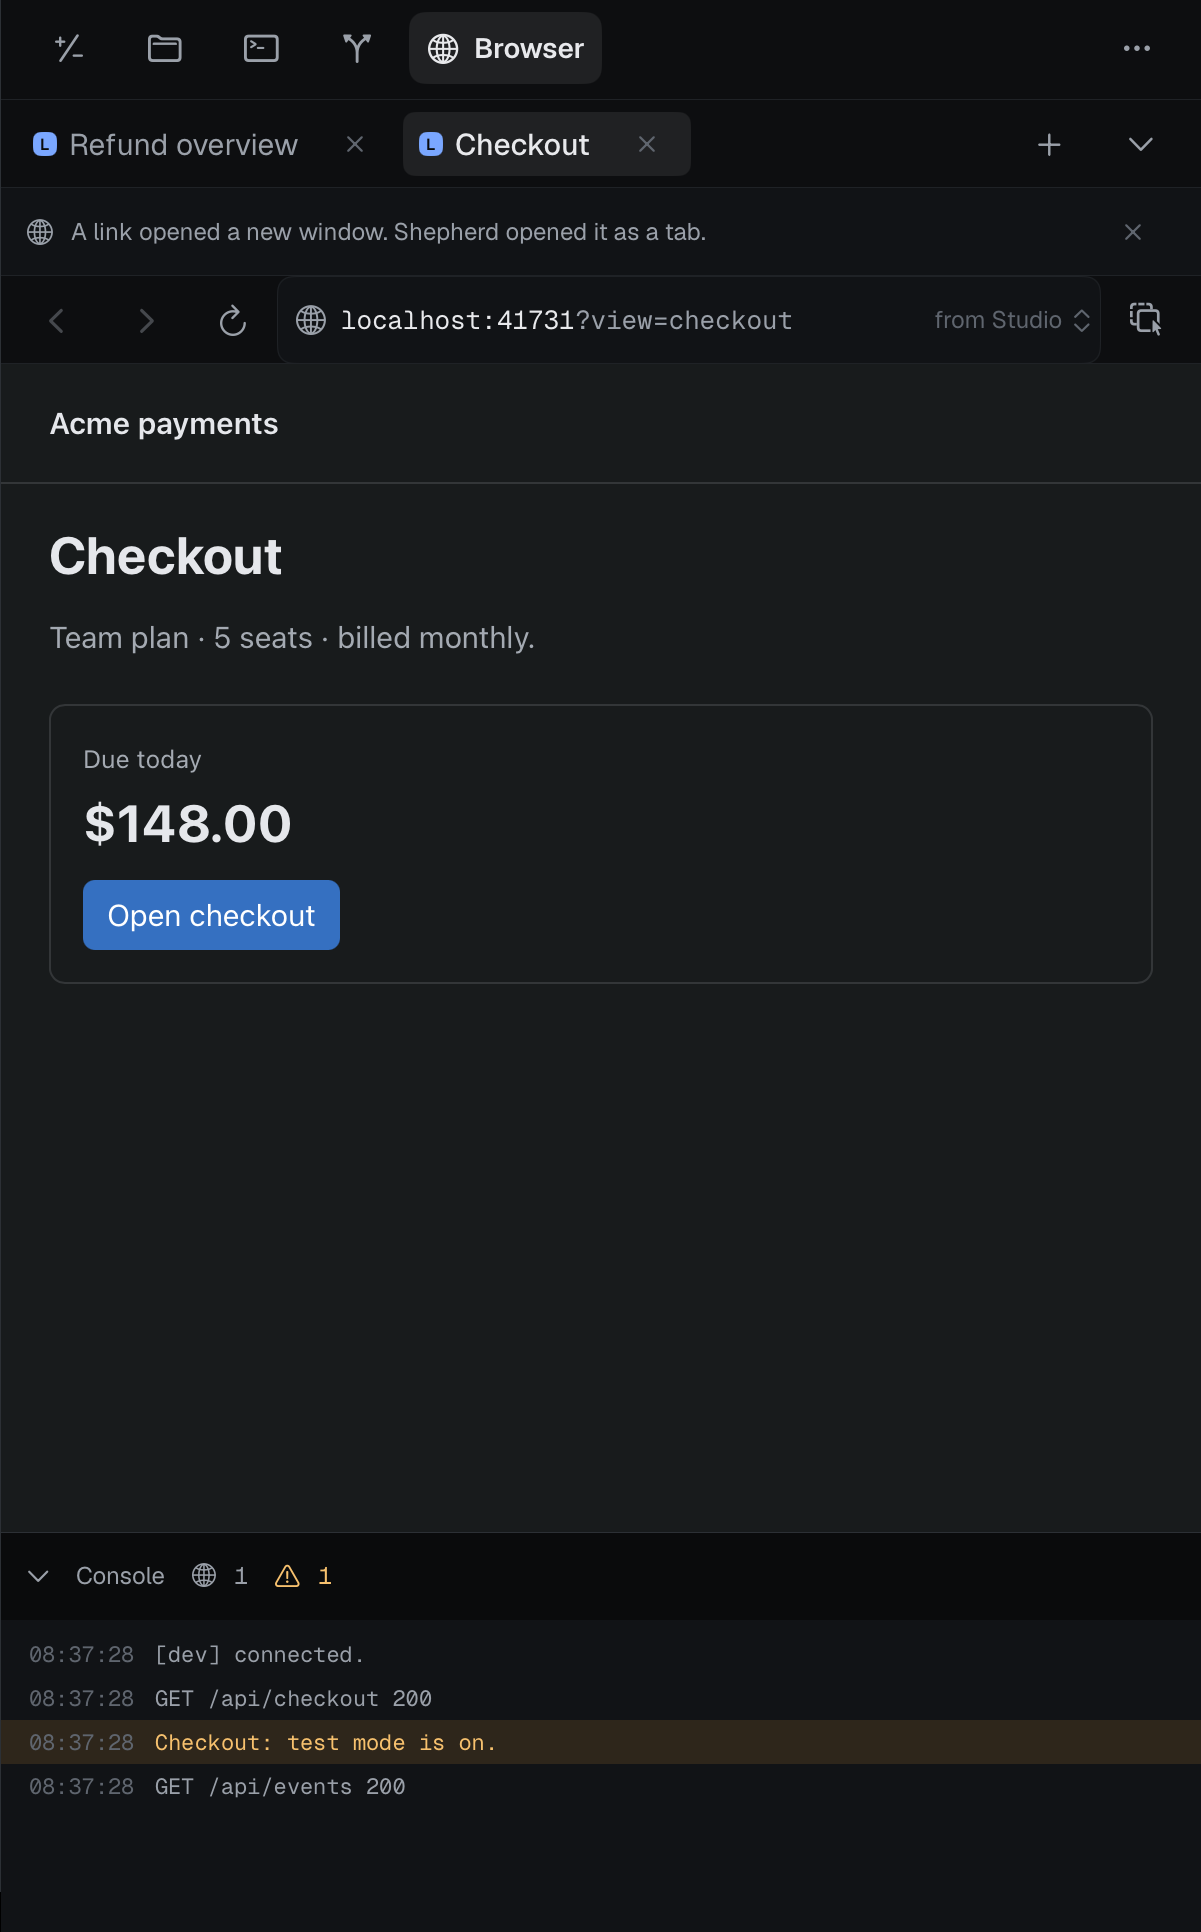 Browser
L Refund overview
L Checkout
A link opened a new window. Shepherd opened it as a tab.
localhost:41731?view=checkout
from Studio
Acme payments
Checkout
Team plan · 5 seats · billed monthly.
Due today
$148.00
Open checkout
Console 1 1
08:37:28 [dev] connected.
08:37:28 GET /api/checkout 200
08:37:28 Checkout: test mode is on.
08:37:28 GET /api/events 200